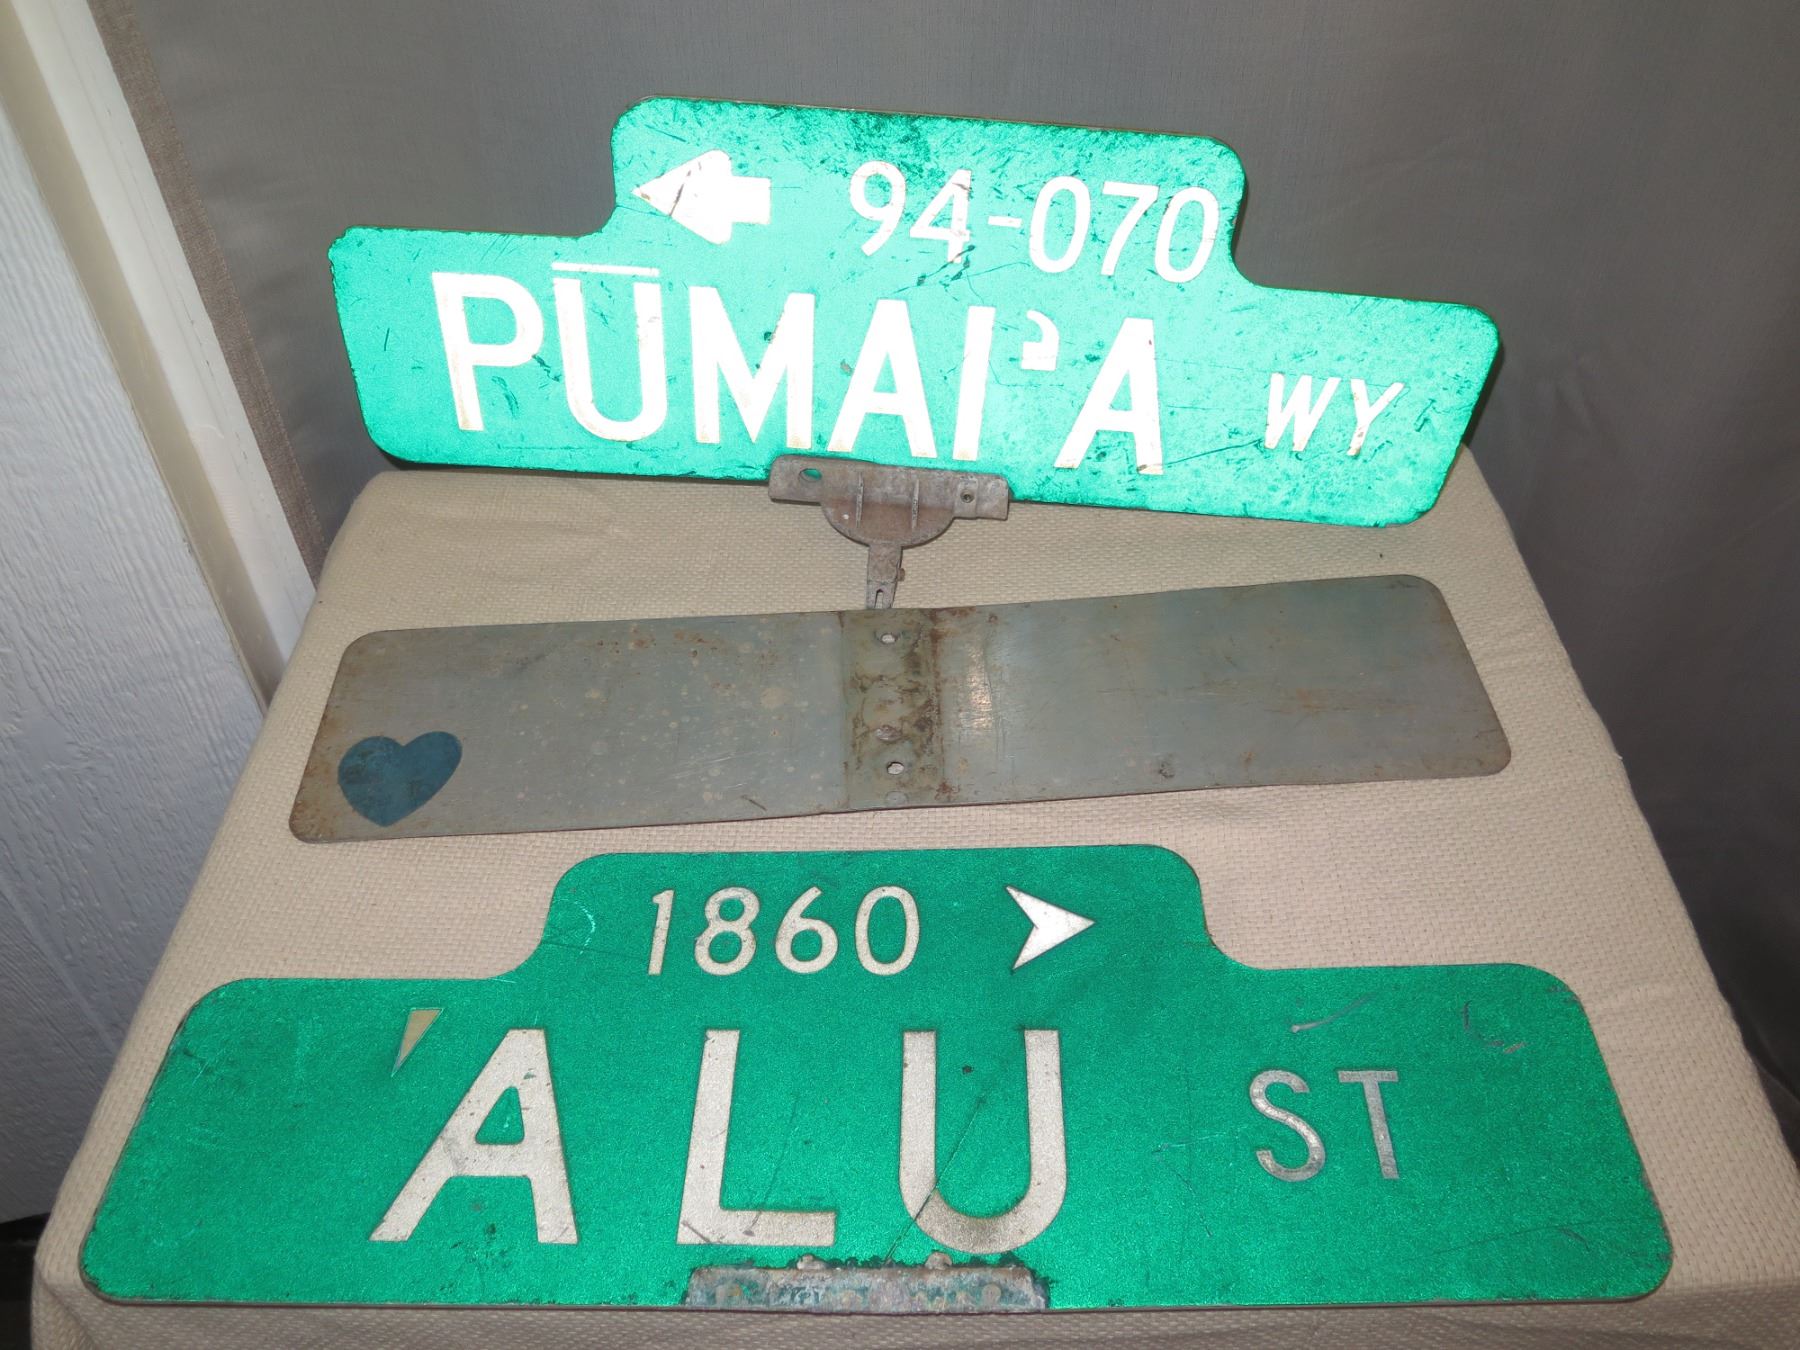 ← 94-070
PŪMAIʻA WY
1860 ➤
ʻALU ST